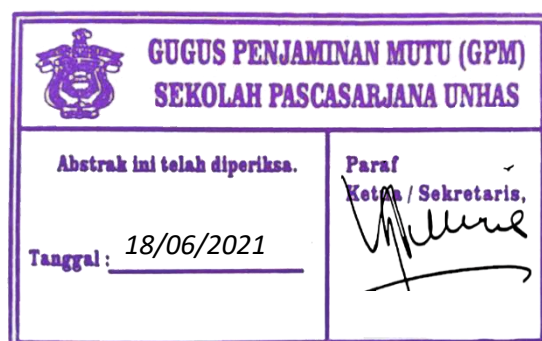 GUGUS PENJAMINAN MUTU (GPM)
SEKOLAH PASCASARJANA UNHAS
Abstrak ini telah diperiksa.
Tanggal : 18/06/2021
Paraf
Ketua / Sekretaris,